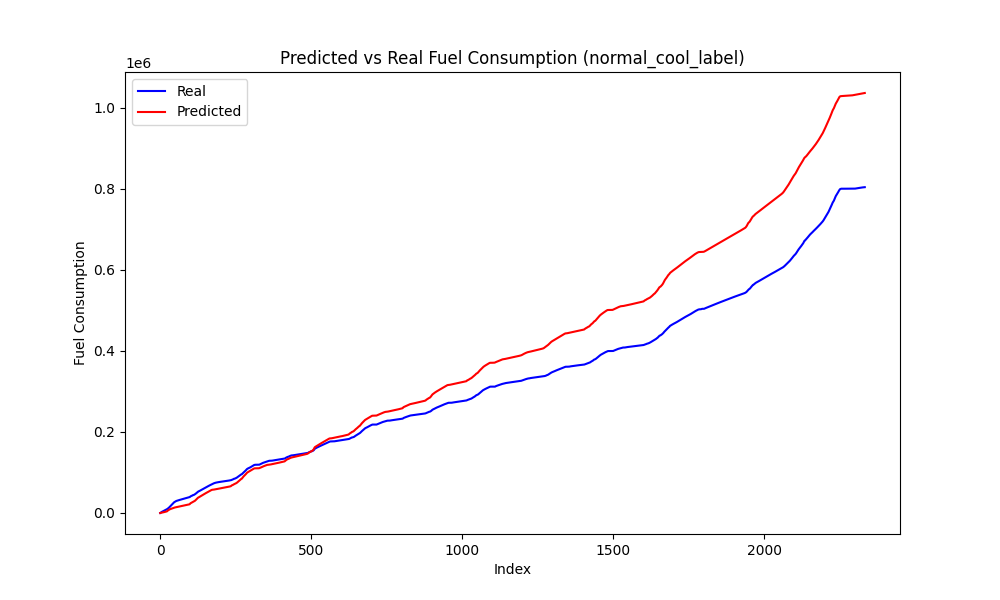 Predicted vs Real Fuel Consumption (normal_cool_label)
1e6
Real
Predicted
1.0
0.8
0.6
0.4
0.2
0.0
Fuel Consumption
0 500 1000 1500 2000
Index